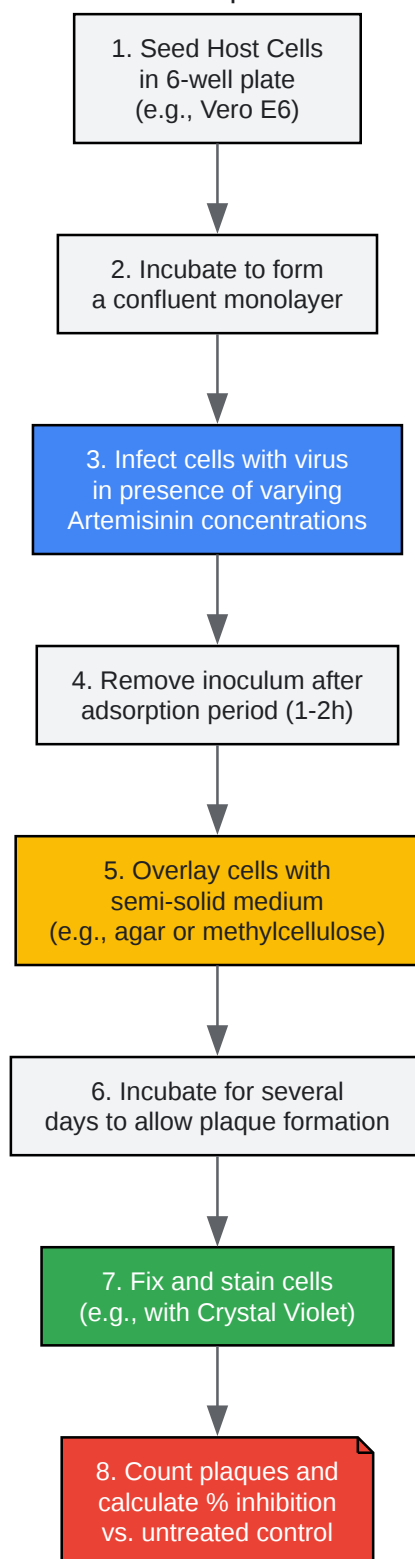 1. Seed Host Cells
in 6-well plate
(e.g., Vero E6)
2. Incubate to form
a confluent monolayer
3. Infect cells with virus
in presence of varying
Artemisinin concentrations
4. Remove inoculum after
adsorption period (1-2h)
5. Overlay cells with
semi-solid medium
(e.g., agar or methylcellulose)
6. Incubate for several
days to allow plaque formation
7. Fix and stain cells
(e.g., with Crystal Violet)
8. Count plaques and
calculate % inhibition
vs. untreated control